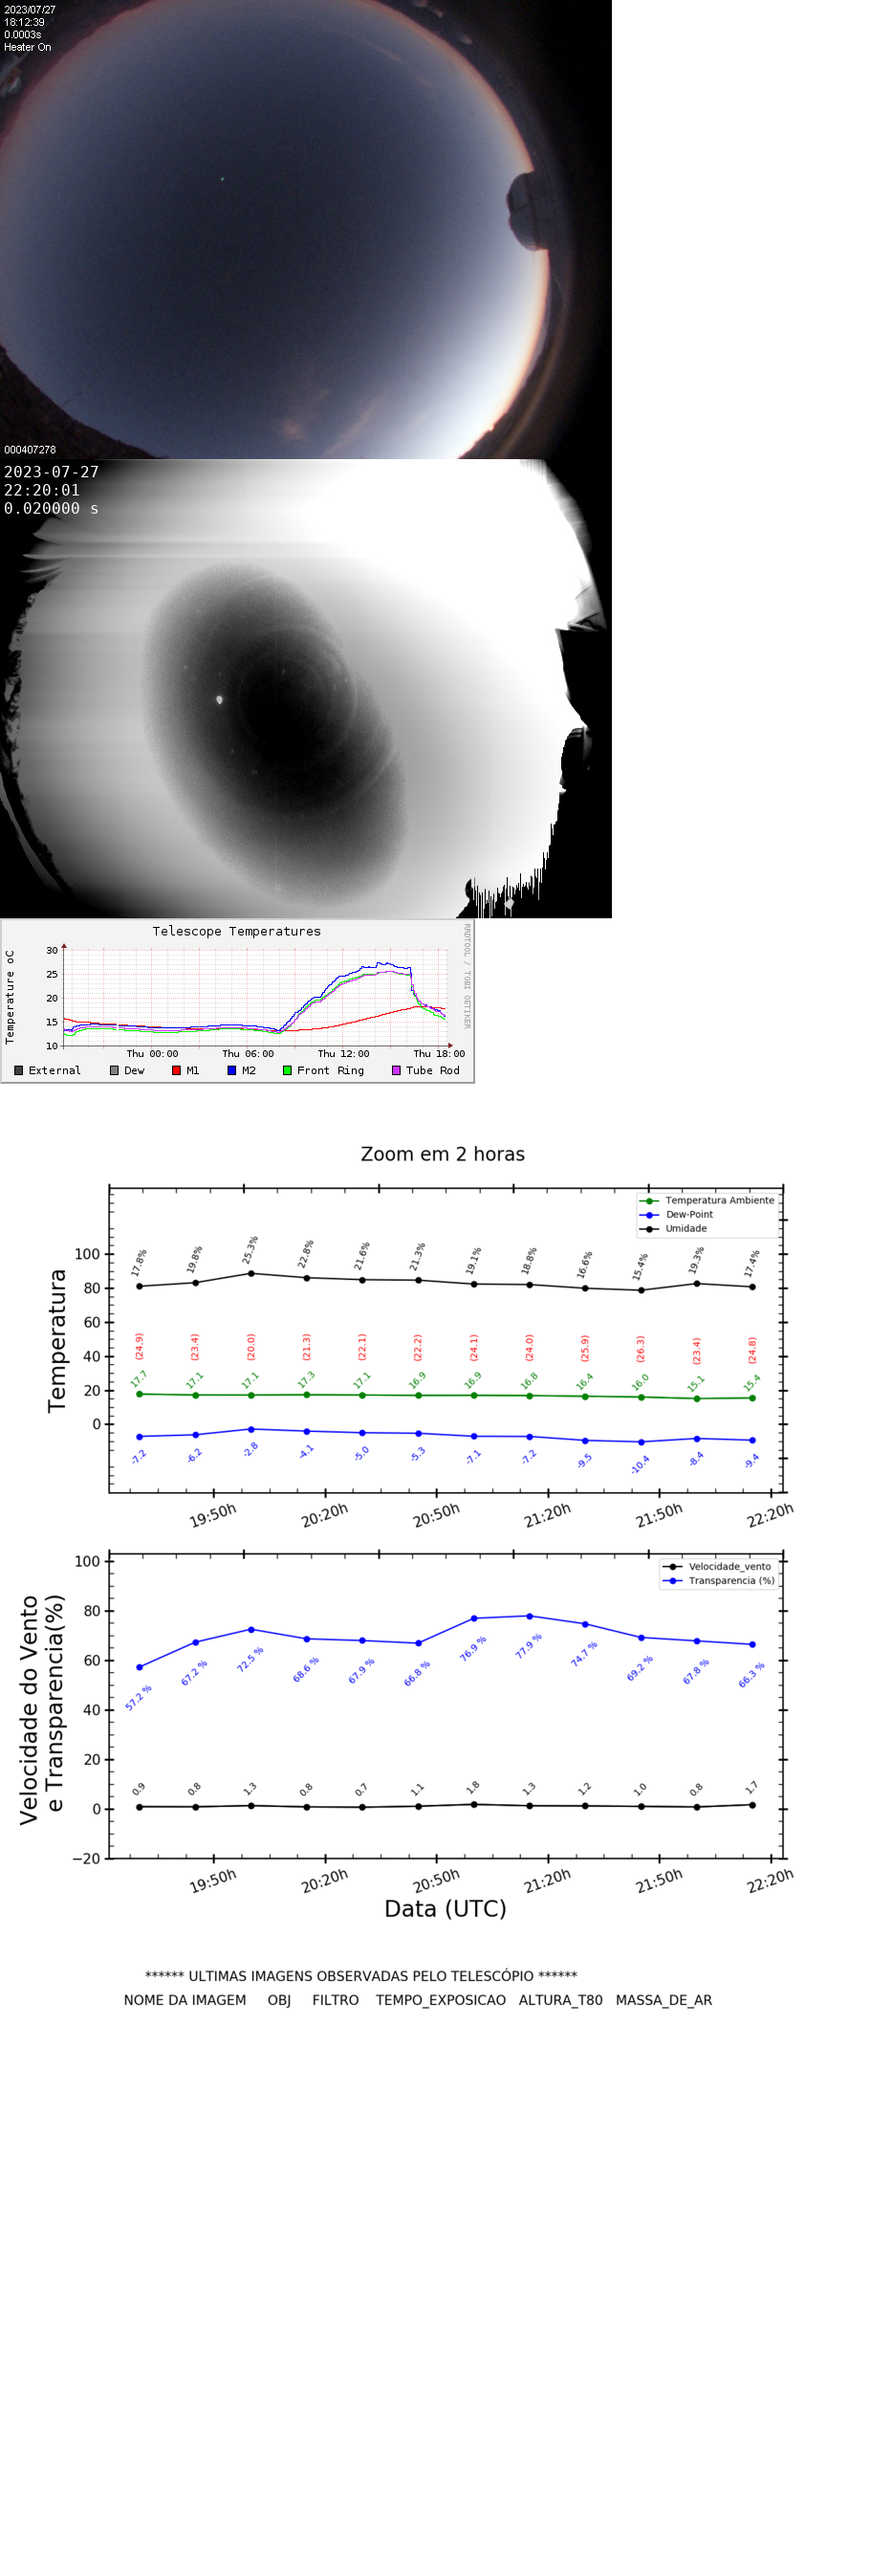 2023/07/27
18:12:39
0.0003s
Heater On
000407278
2023-07-27
22:20:01
0.020000 s
Telescope Temperatures
RRDTOOL / TOBI OETIKER
Temperature oC
30
25
20
15
10
Thu 00:00 Thu 06:00 Thu 12:00 Thu 18:00
External Dew M1 M2 Front Ring Tube Rod
Zoom em 2 horas
Temperatura Ambiente
Dew-Point
Umidade
Temperatura
100
80
60
40
20
0
17.8% 19.8% 25.3% 22.8% 21.6% 21.3% 19.1% 18.8% 16.6% 15.4% 19.3% 17.4%
(24.9) (23.4) (20.0) (21.3) (22.1) (22.2) (24.1) (24.0) (25.9) (26.3) (23.4) (24.8)
17.7 17.1 17.1 17.3 17.1 16.9 16.9 16.8 16.4 16.0 15.1 15.4
-7.2 -6.2 -2.8 -4.1 -5.0 -5.3 -7.1 -7.2 -9.5 -10.4 -8.4 -9.4
19:50h 20:20h 20:50h 21:20h 21:50h 22:20h
Velocidade_vento
Transparencia (%)
Velocidade do Vento
e Transparencia(%)
100
80
60
40
20
0
−20
57.2 % 67.2 % 72.5 % 68.6 % 67.9 % 66.8 % 76.9 % 77.9 % 74.7 % 69.2 % 67.8 % 66.3 %
0.9 0.8 1.3 0.8 0.7 1.1 1.8 1.3 1.2 1.0 0.8 1.7
19:50h 20:20h 20:50h 21:20h 21:50h 22:20h
Data (UTC)
****** ULTIMAS IMAGENS OBSERVADAS PELO TELESCÓPIO ******
NOME DA IMAGEM OBJ FILTRO TEMPO_EXPOSICAO ALTURA_T80 MASSA_DE_AR